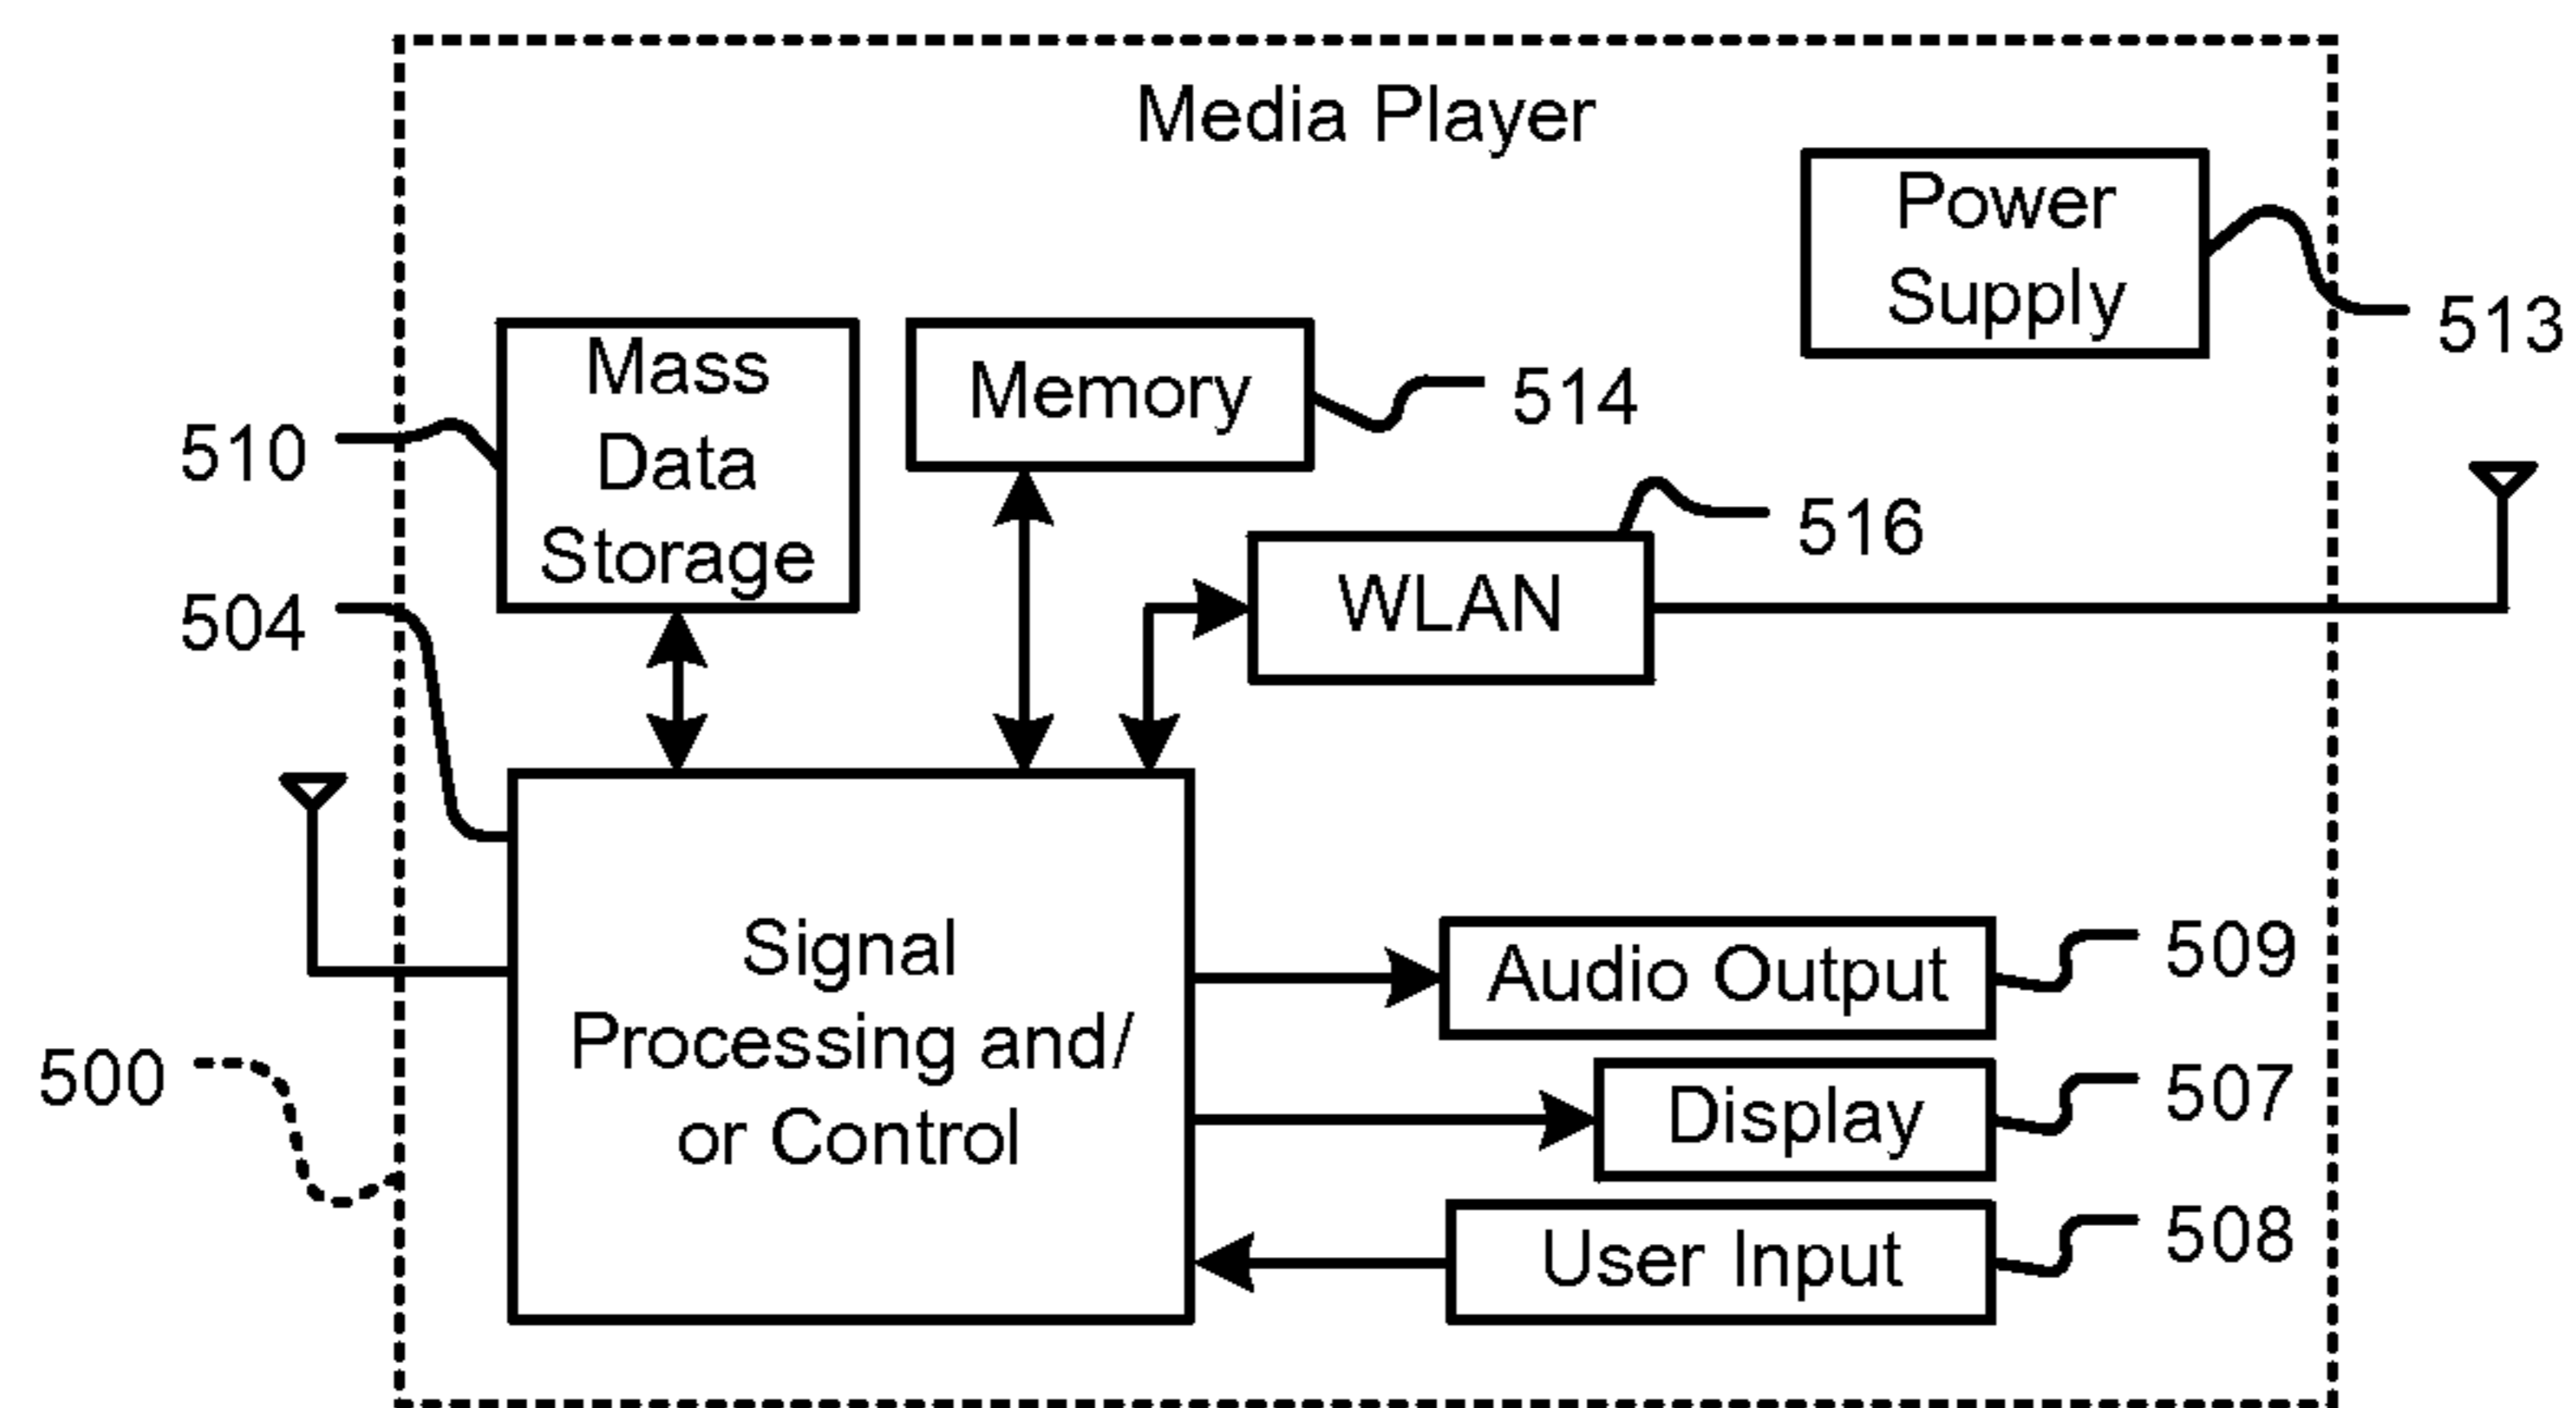 Media Player
Power
Supply
513
Mass
Data
Storage
510
Memory
514
516
WLAN
504
Signal
Processing and/
or Control
Audio Output
509
500
Display
507
User Input
508